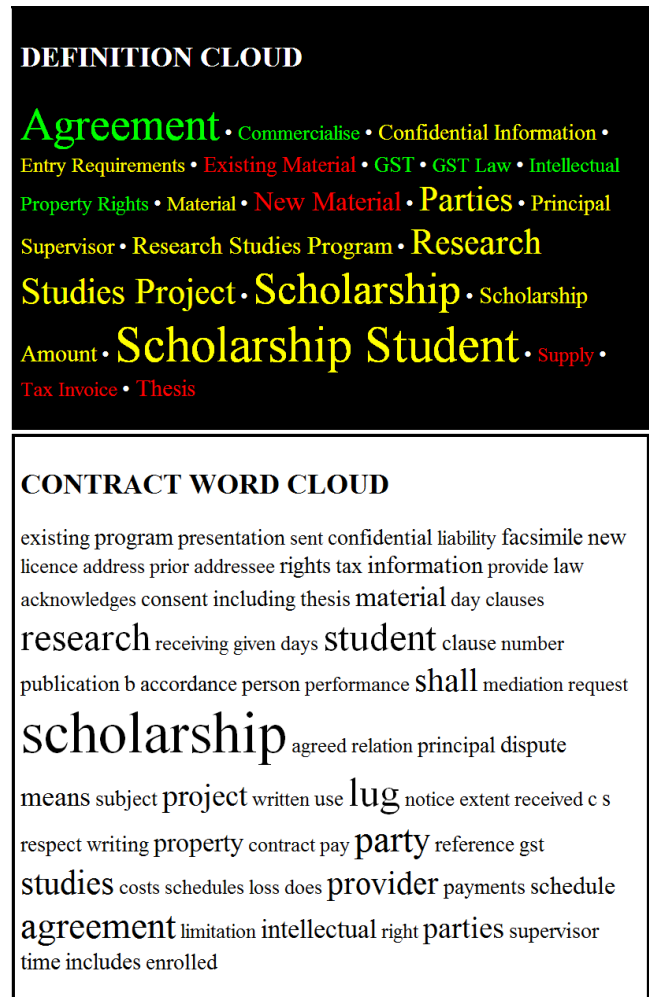 DEFINITION CLOUD
Agreement • Commercialise • Confidential Information •
Entry Requirements • Existing Material • GST • GST Law • Intellectual
Property Rights • Material • New Material • Parties • Principal
Supervisor • Research Studies Program • Research
Studies Project • Scholarship • Scholarship
Amount • Scholarship Student • Supply •
Tax Invoice • Thesis
CONTRACT WORD CLOUD
existing program presentation sent confidential liability facsimile new
licence address prior addressee rights tax information provide law
acknowledges consent including thesis material day clauses
research receiving given days student clause number
publication b accordance person performance shall mediation request
scholarship agreed relation principal dispute
means subject project written use lug notice extent received c s
respect writing property contract pay party reference gst
studies costs schedules loss does provider payments schedule
agreement limitation intellectual right parties supervisor
time includes enrolled